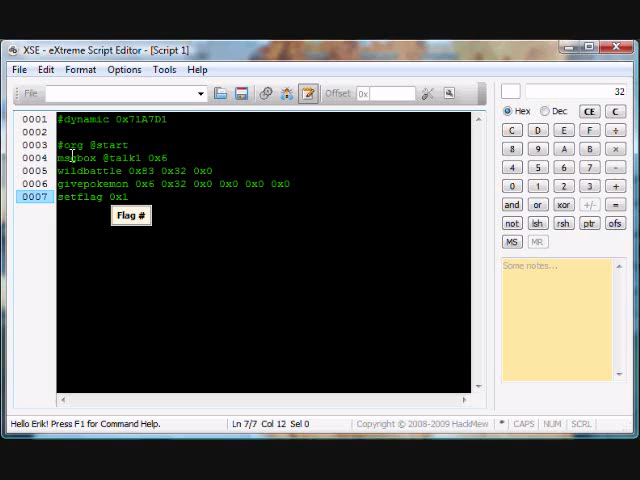 XSE - eXtreme Script Editor - [Script 1]
File Edit Format Options Tools Help
File Offset: 0x
0001 #dynamic 0x71A7D1
0002
0003 #org @start
0004 msgbox @talk1 0x6
0005 wildbattle 0x83 0x32 0x0
0006 givepokemon 0x6 0x32 0x0 0x0 0x0 0x0
0007 setflag 0x1
Flag #
32
Hex Dec CE C
C D E F ÷
8 9 A B ×
4 5 6 7 -
0 1 2 3 +
and or xor +/- =
not lsh rsh ptr ofs
MS MR
Some notes...
Hello Erik! Press F1 for Command Help. Ln 7/7 Col 12 Sel 0 Copyright © 2008-2009 HackMew * CAPS NUM SCRL